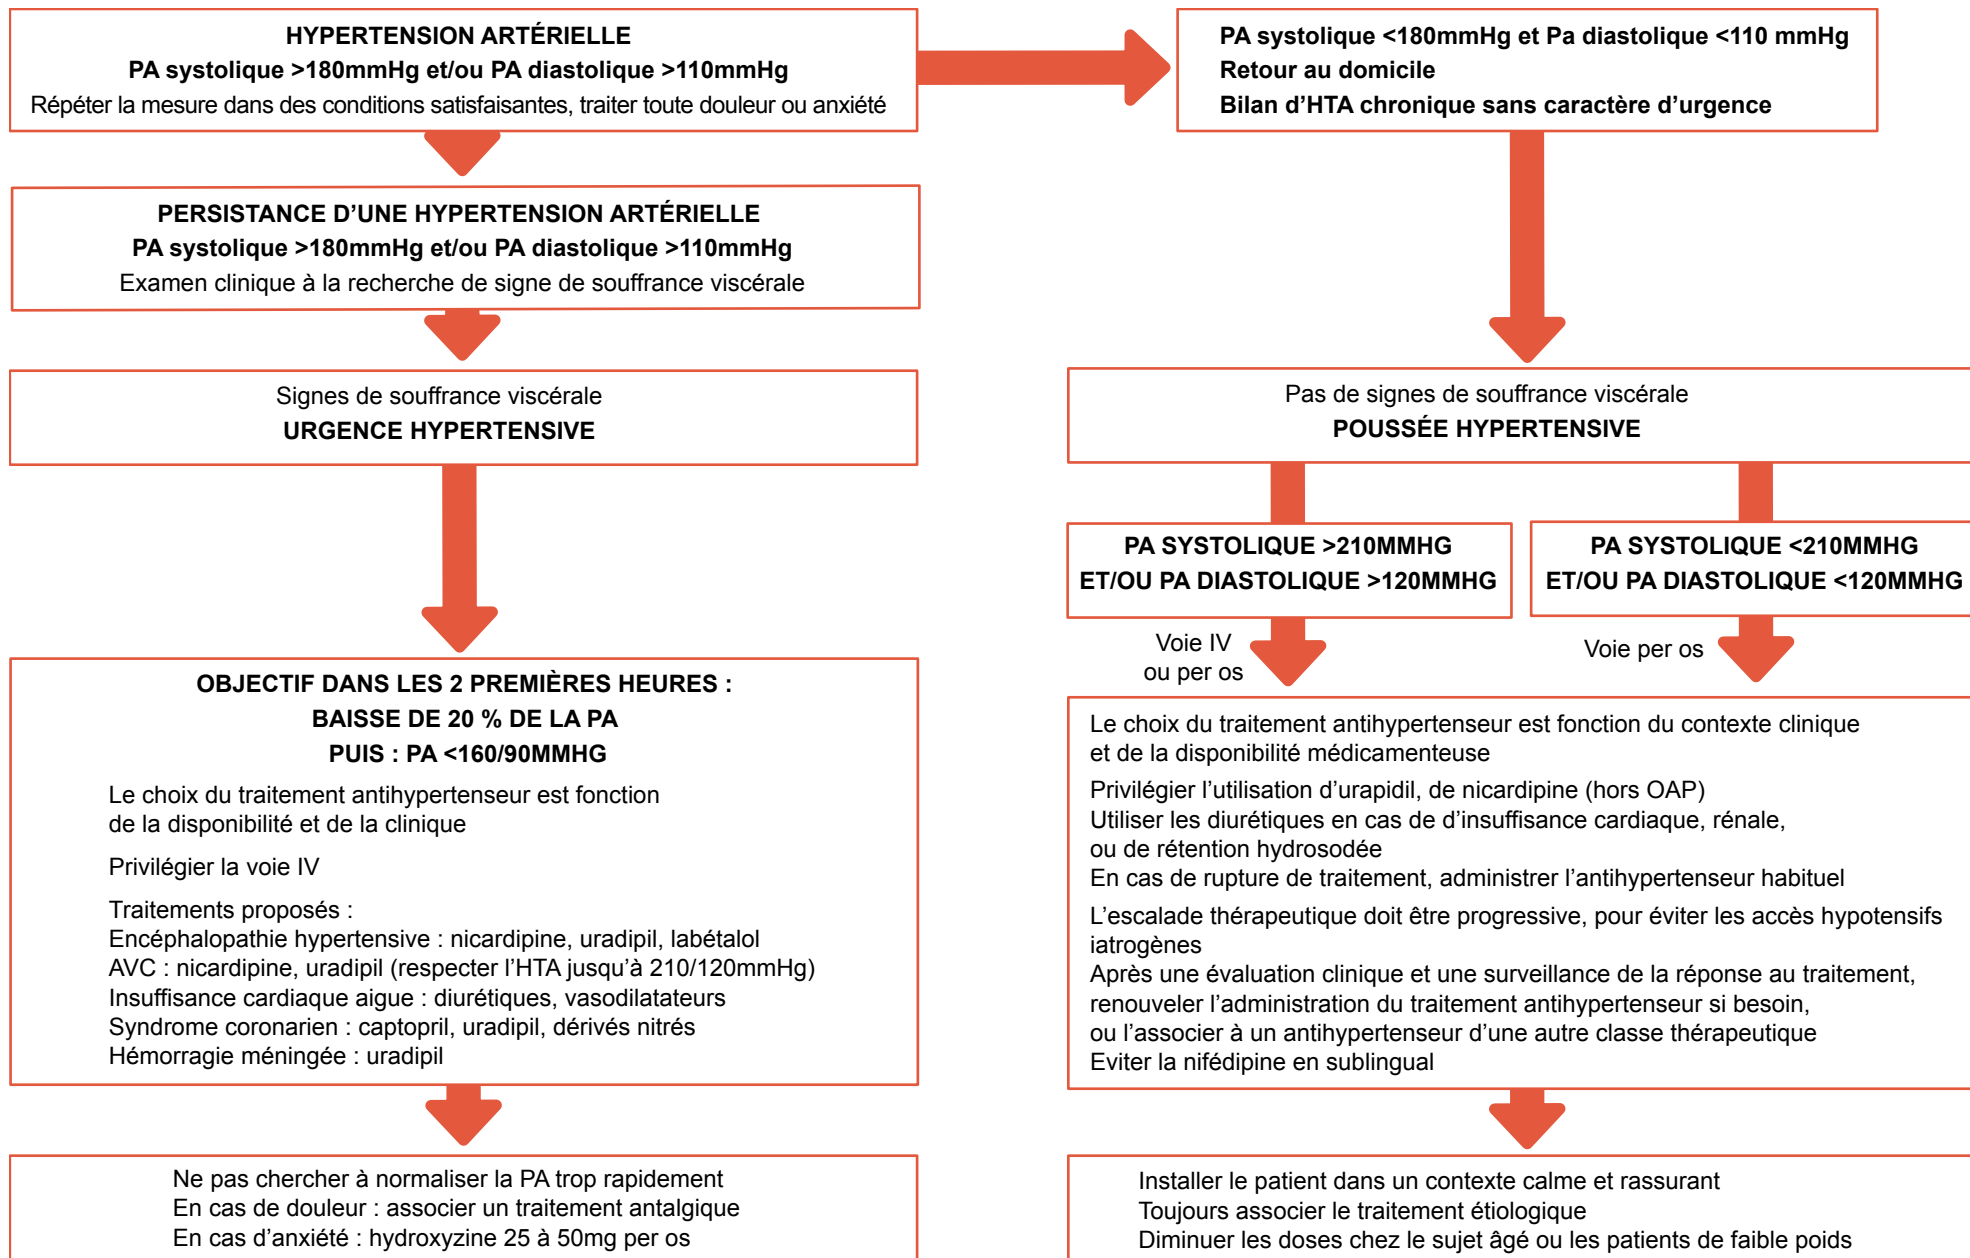 HYPERTENSION ARTÉRIELLE
PA systolique >180mmHg et/ou PA diastolique >110mmHg
Répéter la mesure dans des conditions satisfaisantes, traiter toute douleur ou anxiété
PA systolique <180mmHg et Pa diastolique <110 mmHg
Retour au domicile
Bilan d’HTA chronique sans caractère d’urgence
PERSISTANCE D’UNE HYPERTENSION ARTÉRIELLE
PA systolique >180mmHg et/ou PA diastolique >110mmHg
Examen clinique à la recherche de signe de souffrance viscérale
Signes de souffrance viscérale
URGENCE HYPERTENSIVE
Pas de signes de souffrance viscérale
POUSSÉE HYPERTENSIVE
PA SYSTOLIQUE >210MMHG
ET/OU PA DIASTOLIQUE >120MMHG
PA SYSTOLIQUE <210MMHG
ET/OU PA DIASTOLIQUE <120MMHG
Voie IV
ou per os
Voie per os
OBJECTIF DANS LES 2 PREMIÈRES HEURES :
BAISSE DE 20 % DE LA PA
PUIS : PA <160/90MMHG
Le choix du traitement antihypertenseur est fonction
de la disponibilité et de la clinique
Privilégier la voie IV
Traitements proposés :
Encéphalopathie hypertensive : nicardipine, uradipil, labétalol
AVC : nicardipine, uradipil (respecter l’HTA jusqu’à 210/120mmHg)
Insuffisance cardiaque aigue : diurétiques, vasodilatateurs
Syndrome coronarien : captopril, uradipil, dérivés nitrés
Hémorragie méningée : uradipil
Le choix du traitement antihypertenseur est fonction du contexte clinique
et de la disponibilité médicamenteuse
Privilégier l’utilisation d’urapidil, de nicardipine (hors OAP)
Utiliser les diurétiques en cas de d’insuffisance cardiaque, rénale,
ou de rétention hydrosodée
En cas de rupture de traitement, administrer l’antihypertenseur habituel
L’escalade thérapeutique doit être progressive, pour éviter les accès hypotensifs
iatrogènes
Après une évaluation clinique et une surveillance de la réponse au traitement,
renouveler l’administration du traitement antihypertenseur si besoin,
ou l’associer à un antihypertenseur d’une autre classe thérapeutique
Eviter la nifédipine en sublingual
Ne pas chercher à normaliser la PA trop rapidement
En cas de douleur : associer un traitement antalgique
En cas d’anxiété : hydroxyzine 25 à 50mg per os
Installer le patient dans un contexte calme et rassurant
Toujours associer le traitement étiologique
Diminuer les doses chez le sujet âgé ou les patients de faible poids